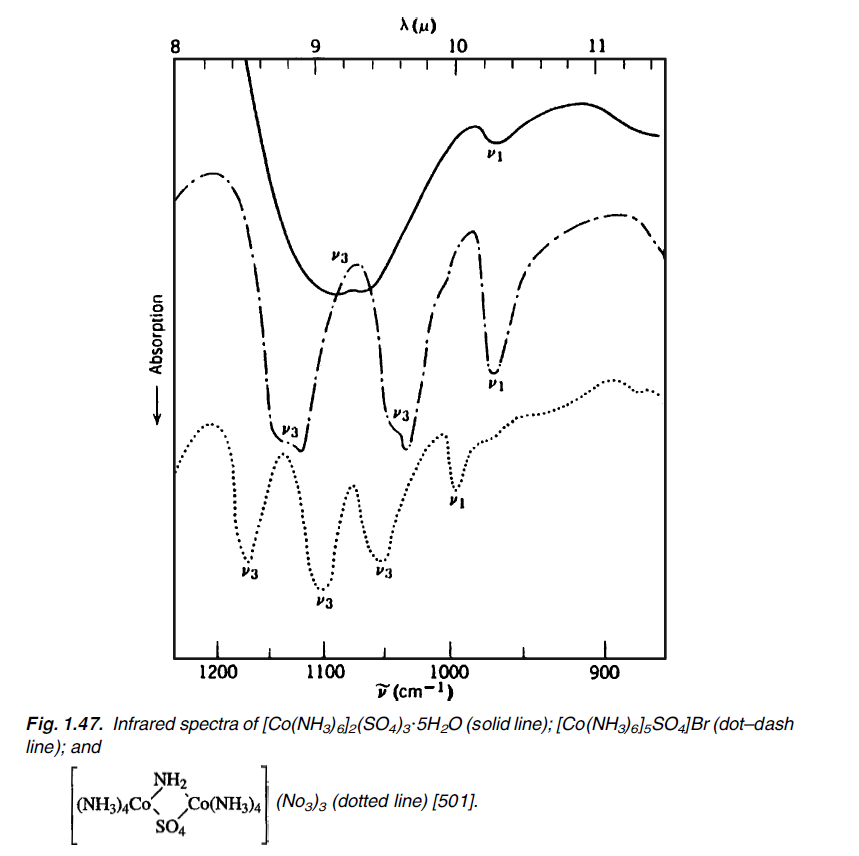 λ(μ)
8 9 10 11
ν1
ν3
ν1
← Absorption
ν3
ν3
ν1
ν3
ν3
ν3
1200 1100 1000 900
ν̃ (cm−1)
Fig. 1.47. Infrared spectra of [Co(NH3)6]2(SO4)3·5H2O (solid line); [Co(NH3)6]5SO4]Br (dot–dash
line); and
NH2
(NH3)4Co Co(NH3)4 (No3)3 (dotted line) [501].
SO4